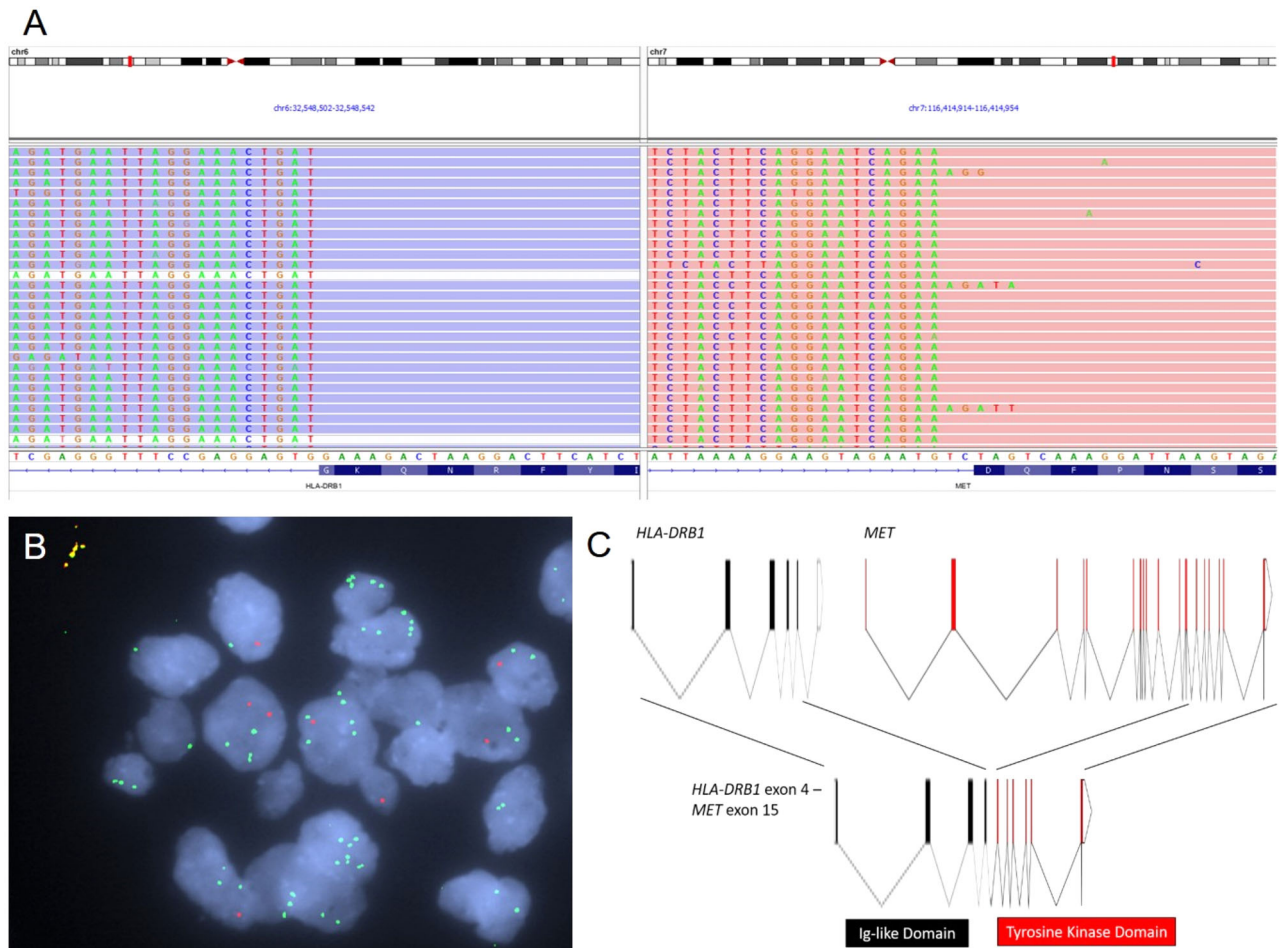 A
chr6 chr7
chr6:32,548,502-32,548,542 chr7:116,414,914-116,414,954
A G A T G A A T T A G G A A A C T G A T T C T A C T T C A G G A A T C A G A A
A G A T G A A T T A G G A A A C T G A T T C T A C T T C A G G A A T C A G A A A
A G A T G A A T T A G G A A A C T G A T T C T A C T T C A G G A A T C A G A A A G G
A G A T G A A T T A G G A A A C T G A T T C T A C T T C A G G A A T C A G A A
T G G T G A A T T A G G A A A C T G A T T C T A C T T C A T G A A T C A G A A
A G A T G A T T T A G G A A A C T G A T T C T A C T T C A G G A A T C A G A A
A G A T G A A T T A G G A A A C T G A T T C T A C T T C A G G A A T A A G A A A
A G A T G A A T T A G G A A A C T G A T T C T A C T T C A G G A A T C A G A A
A G A T G A A T T A G G A A A C T G A T T C T A C T T C A G G A A T C A G A A
A G A T G A A T T A G G A A A C T G A T T C T A C T T C A G G A A T C A G A A
A G A T G A A T T A G G A A A C T G A T T C T A C T T C A G G A A T C A G A A
A G A T G A A T T A G G A A A C T G A T T T C T A C T T A G G A A T C A G A A C
A G A T G A A T T A G G A A A C T G A T T C T A C T T C A G G A A T C A G A A
A G A T G A A T T A G G A A A C T G A T T C T A C C T C A G G A A T C A G A A A G A T A
A G A T G A A T T A G G A A A C T G A T T C T A C T T C A G G A A T C A G A A
A G A T G A A T T A G G A A A C T G A T T C T A C C T C A G G A A T A A G A A
A G A T G A A T T A G G A A A C T G A T T C T A C C T C A G G A A T C A G A A
A G A T G A A T T A G G A A A C T G A T T C T A C T T C A G G A A T C A G A A
A G A T G A A T T A G G A A A C T G A T T C T A C C T C A G G A A T C A G A A
A G A T G A A T T A G G A A A C T G A T T C T A C T T C A G G A A T C A G A A
G A G A T A A T T A G G A A A C T G A T T C T A C T T C A G G A A T C A G A A
A G A T G A T T T A G G A A A C T G A T T C T A C T T C A G G A A T C A G A A
A G A T G A A T T A G G A A A C T G A T T C T A C T T C A G G A A T C A G A A
A G A T G A A T T A G G A A A C T G A T T C T A C T T C A G G A A T C A G A A
A G A T G A A T T A G G A A A C T G A T T C T A C T T C A G G A A T C A G A A
A G A T G A A T T A G G A A A C T G A T T C T A C T T C A G G A A T C A G A A A G A T T
A G A T G A A T T A G G A A A C T G A T T C T A C T T C A G G A A T C A G A A
A G A T G A A T T A G G A A A C T G A T T C T A C T T C A G G A A T C A G A A
A G A T G A A T T A G G A A A C T G A T T C T A C T T C A G G A A T C A G A A
T C G A G G G T T T C C G A G G A G T G G A A A G A C T A A G G A C T T C A T C T A T T A A A A G G A A G T A G A A T G T C T A G T C A A A G G A T T A A G T A G A
G K Q N R F Y I D Q F P N S S
HLA-DRB1 MET
B
C
HLA-DRB1 MET
HLA-DRB1 exon 4 –
MET exon 15
Ig-like Domain Tyrosine Kinase Domain